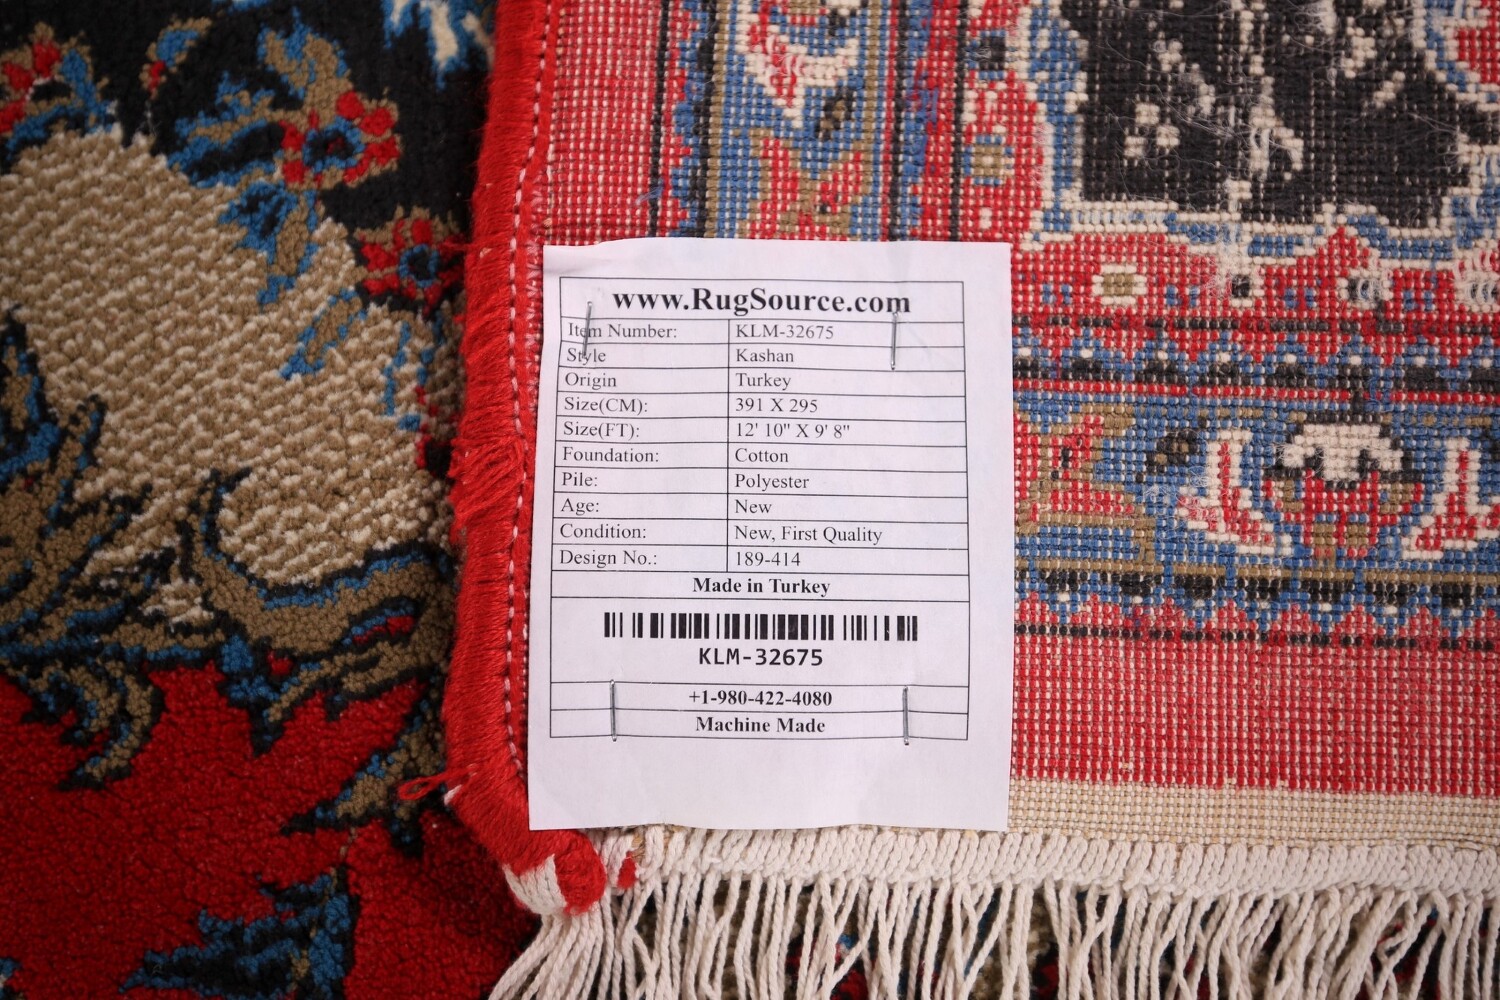 www.RugSource.com
Item Number: KLM-32675
Style Kashan
Origin Turkey
Size(CM): 391 X 295
Size(FT): 12' 10" X 9' 8"
Foundation: Cotton
Pile: Polyester
Age: New
Condition: New, First Quality
Design No.: 189-414
Made in Turkey
KLM-32675
+1-980-422-4080
Machine Made